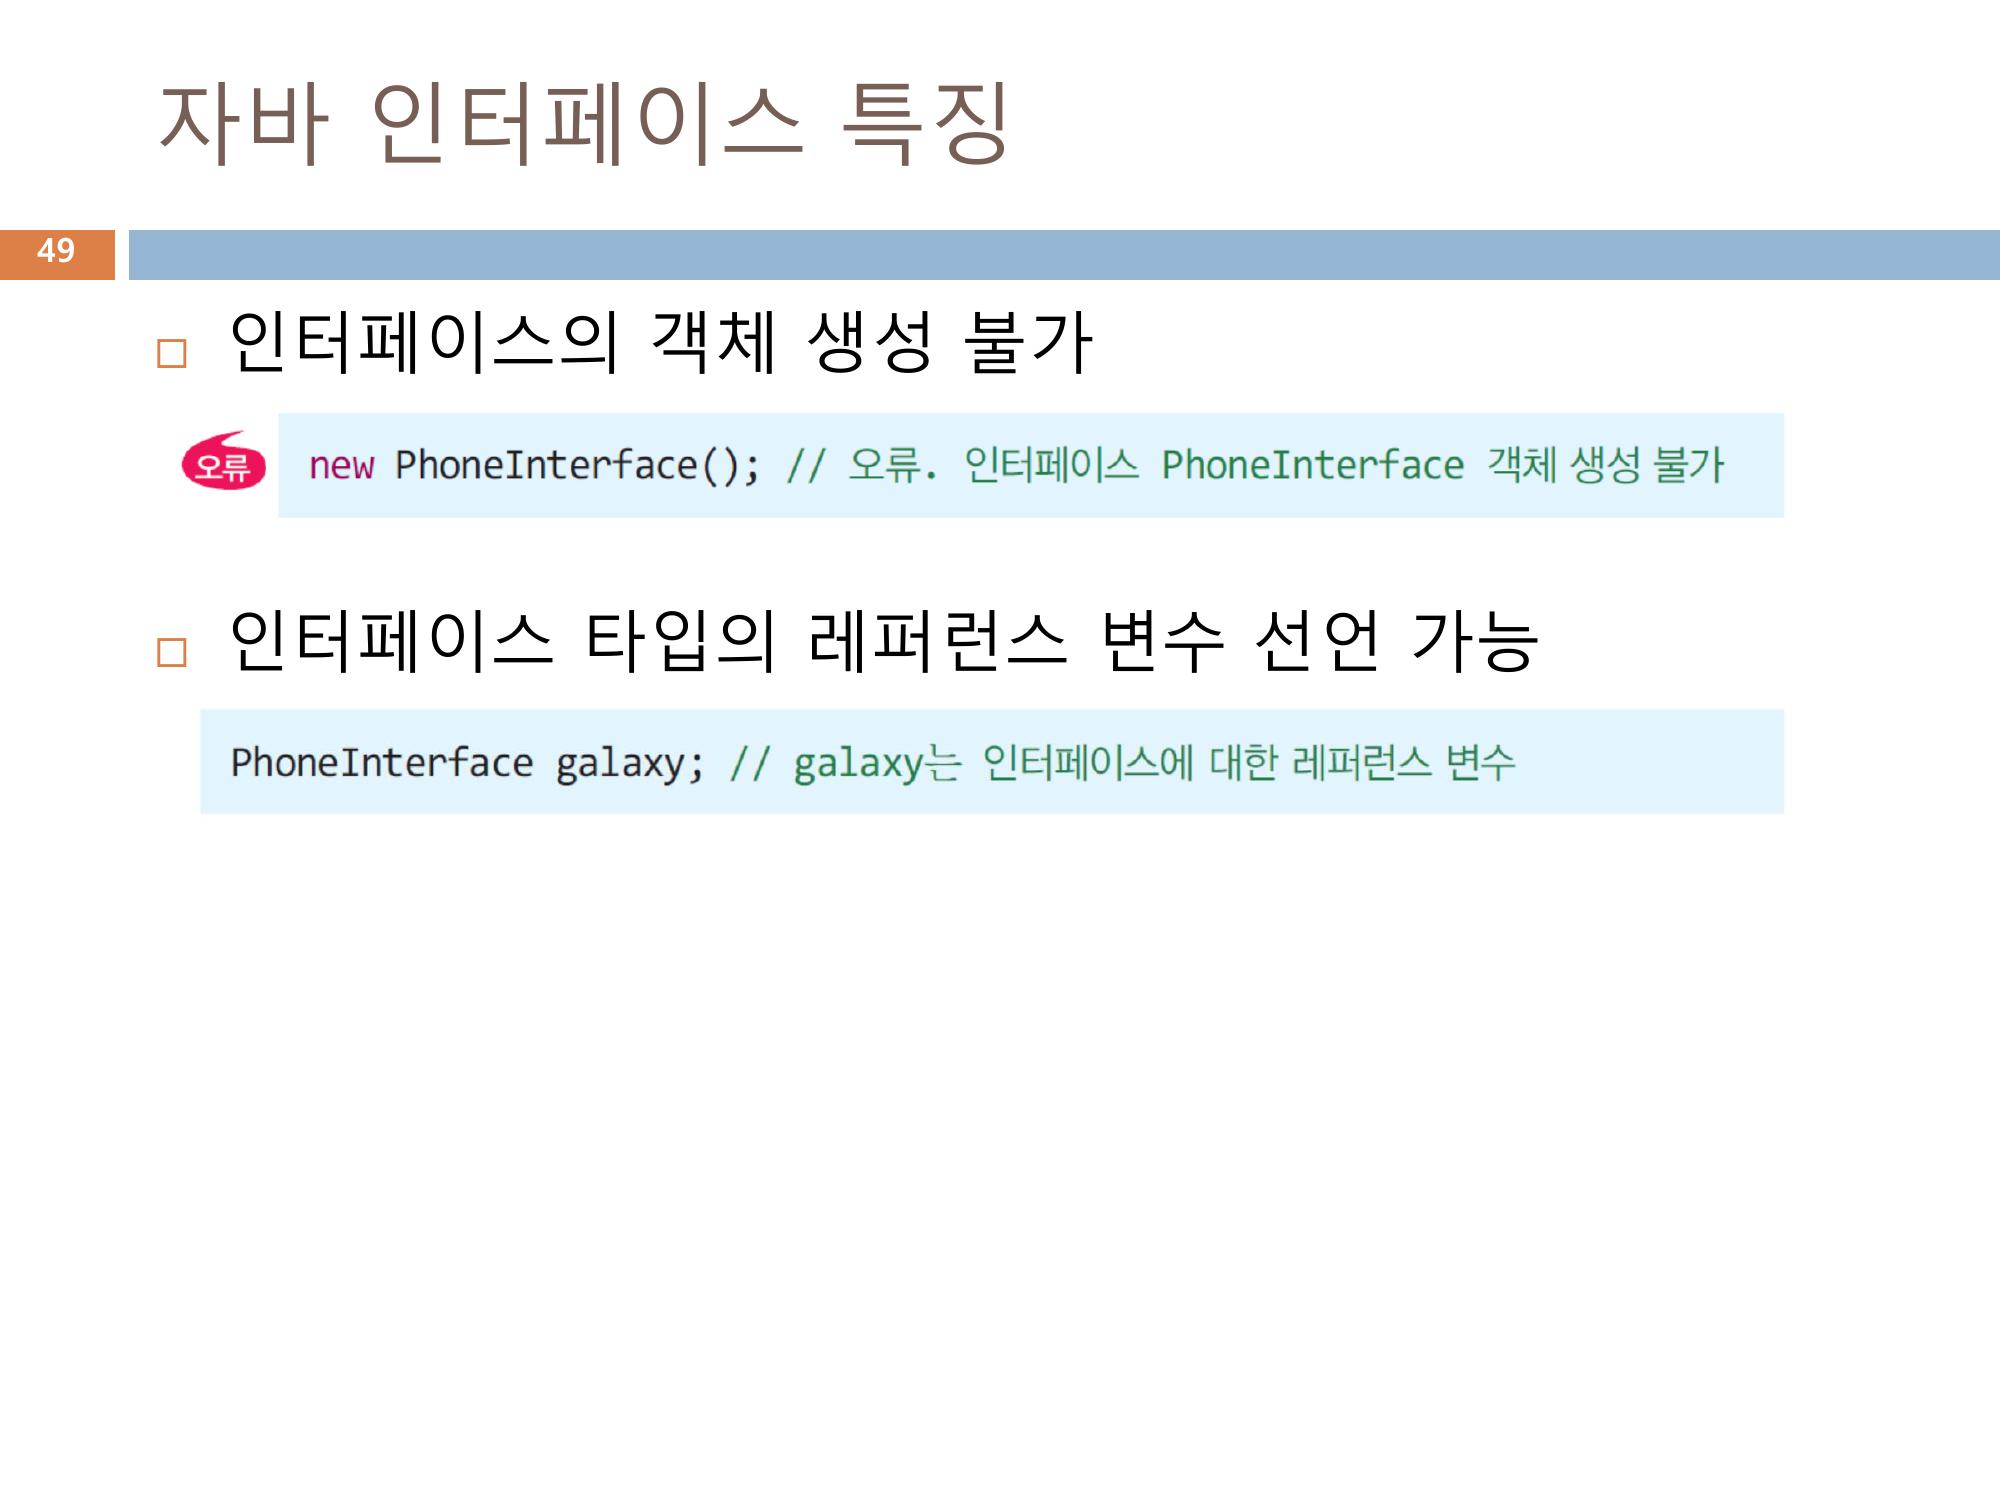 자바 인터페이스 특징
49
인터페이스의 객체 생성 불가
오류
new PhoneInterface(); // 오류. 인터페이스 PhoneInterface 객체 생성 불가
인터페이스 타입의 레퍼런스 변수 선언 가능
PhoneInterface galaxy; // galaxy는 인터페이스에 대한 레퍼런스 변수